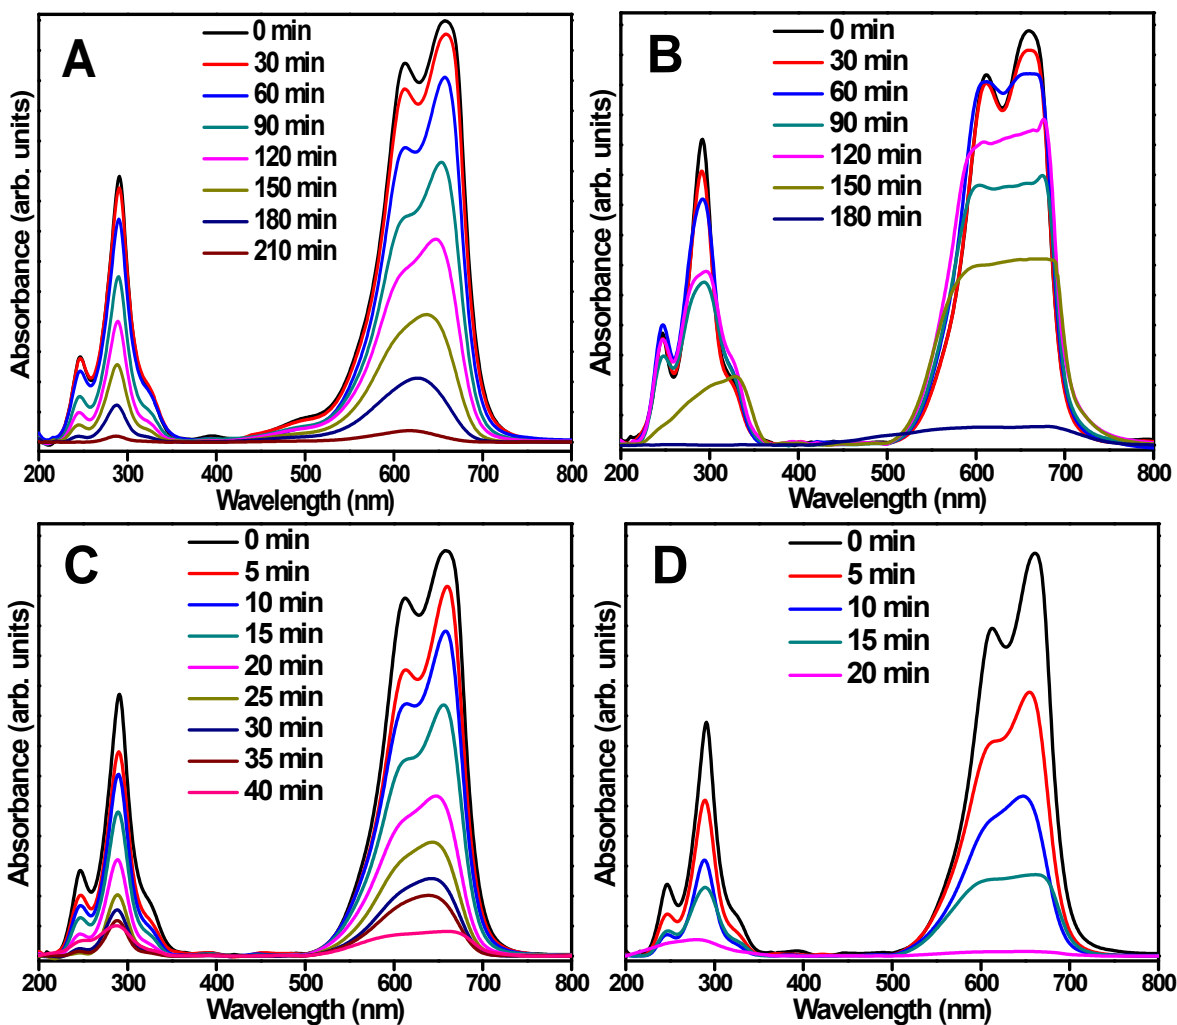 A
0 min
30 min
60 min
90 min
120 min
150 min
180 min
210 min
Absorbance (arb. units)
200 300 400 500 600 700 800
Wavelength (nm)
B
0 min
30 min
60 min
90 min
120 min
150 min
180 min
Absorbance (arb. units)
200 300 400 500 600 700 800
Wavelength (nm)
C
0 min
5 min
10 min
15 min
20 min
25 min
30 min
35 min
40 min
Absorbance (arb. units)
200 300 400 500 600 700 800
Wavelength (nm)
D
0 min
5 min
10 min
15 min
20 min
Absorbance (arb. units)
200 300 400 500 600 700 800
Wavelength (nm)